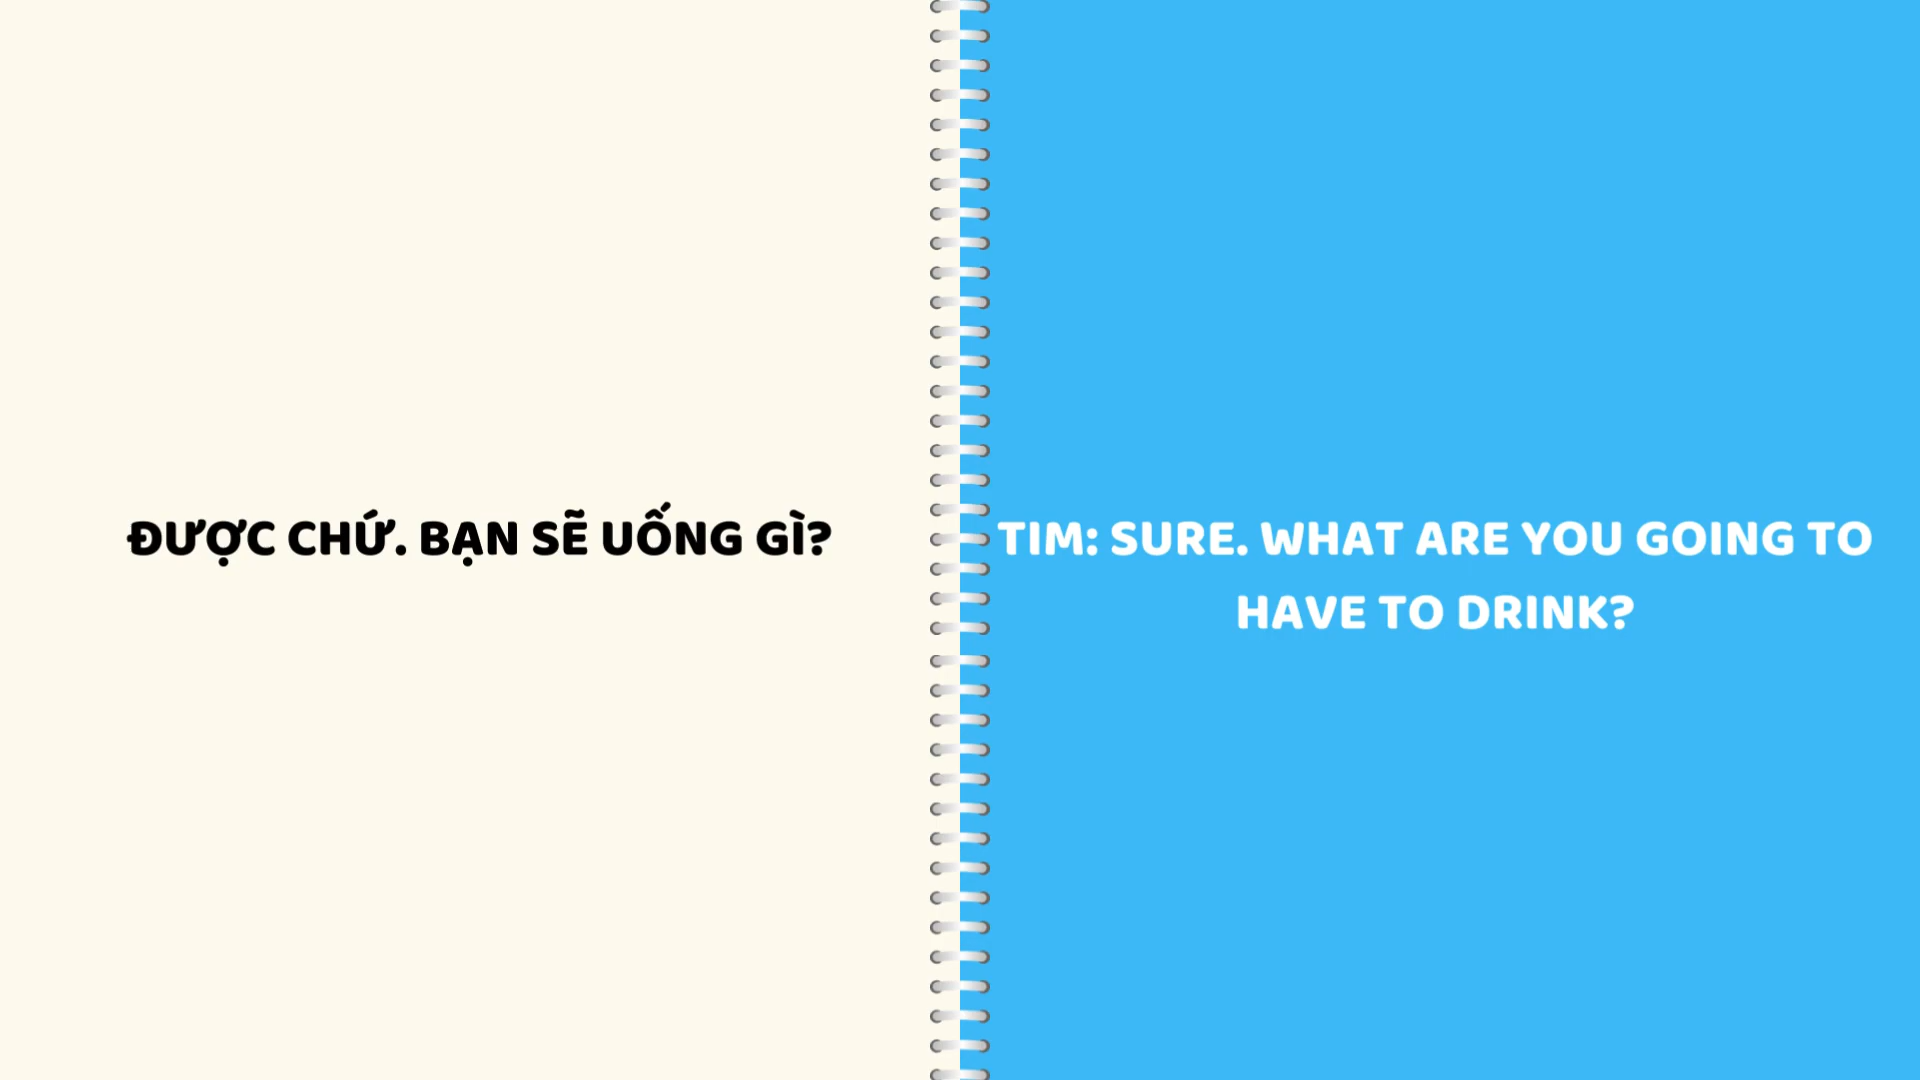 ĐƯỢC CHỨ. BẠN SẼ UỐNG GÌ?
TIM: SURE. WHAT ARE YOU GOING TO
HAVE TO DRINK?